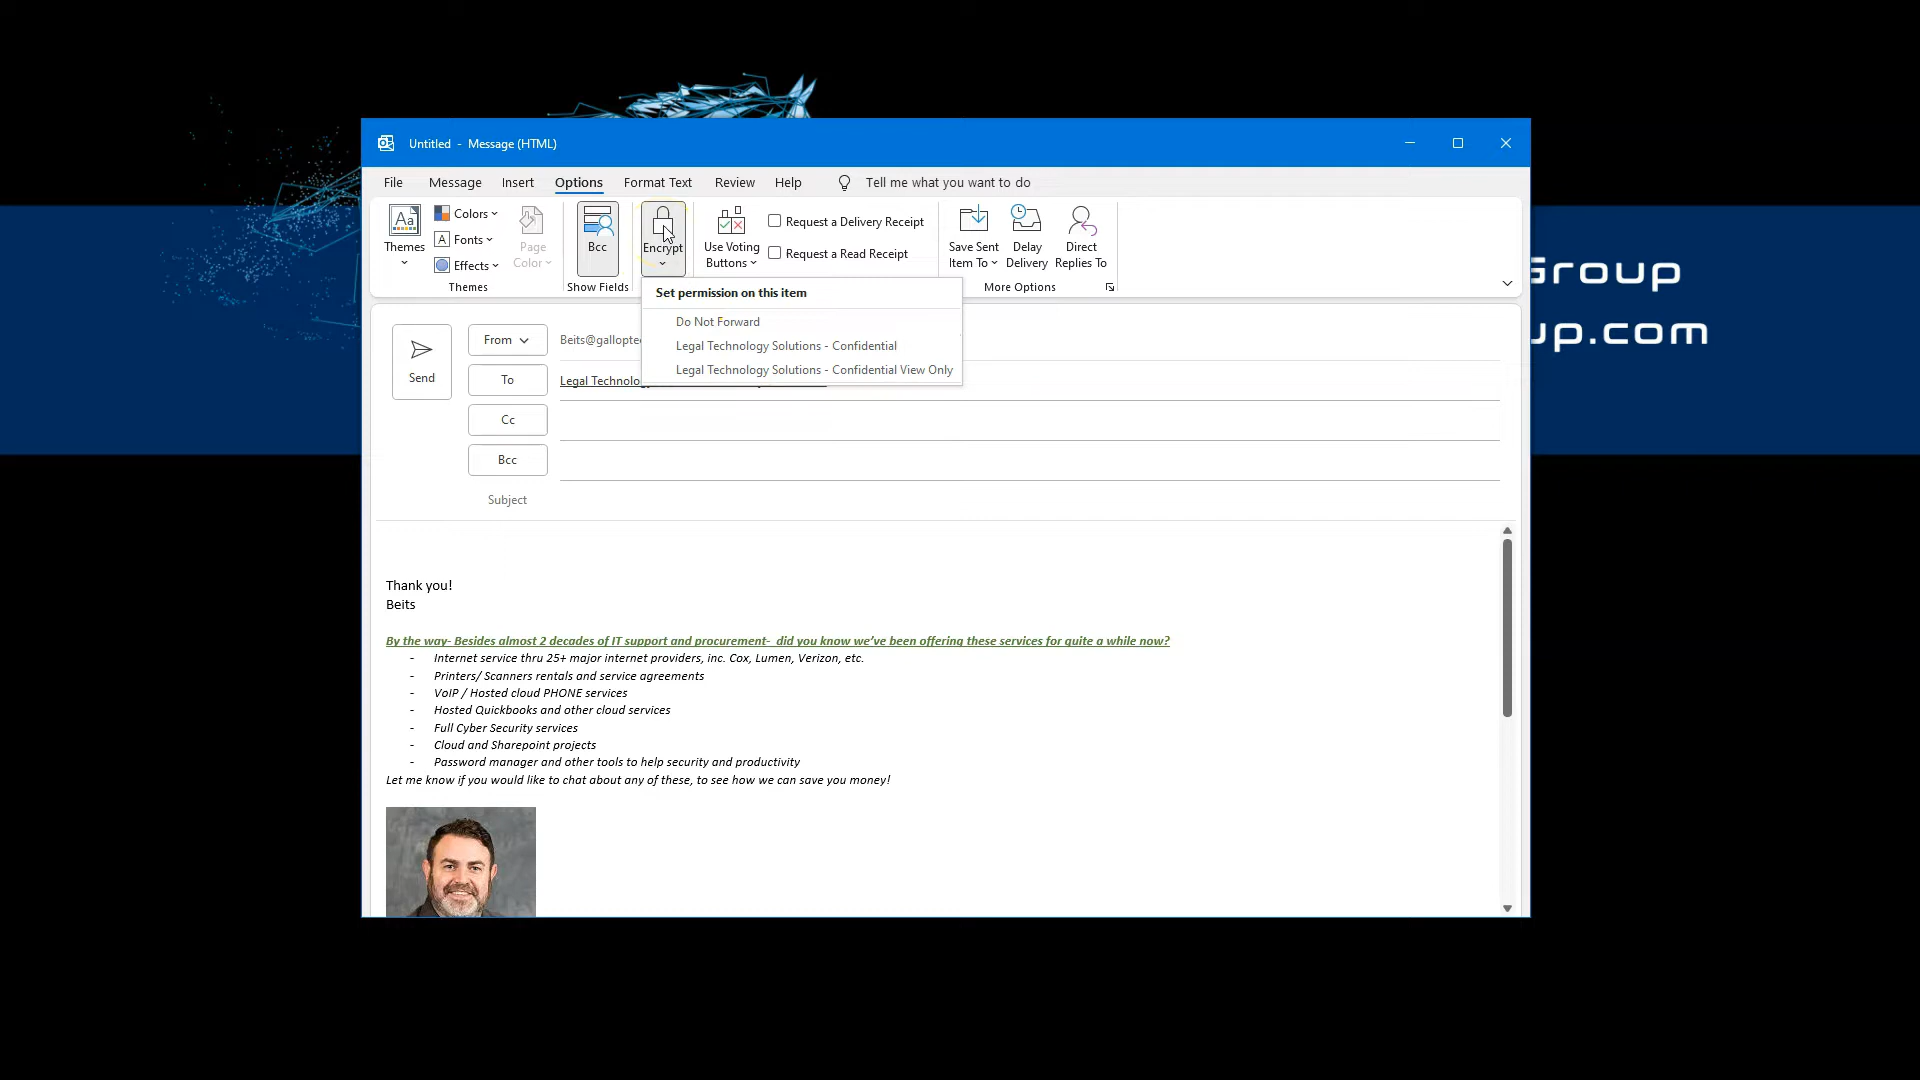 Untitled - Message (HTML)
File Message Insert Options Format Text Review Help Tell me what you want to do
Themes
Colors
Fonts
Effects
Page Color
Themes
Bcc
Show Fields
Encrypt
Use Voting Buttons
Request a Delivery Receipt
Request a Read Receipt
Save Sent Item To
Delay Delivery
Direct Replies To
More Options
Set permission on this item
Do Not Forward
Legal Technology Solutions - Confidential
Legal Technology Solutions - Confidential View Only
Group
up.com
Send
From
To
Legal
Cc
Bcc
Subject
Thank you!
Beits
By the way- Besides almost 2 decades of IT support and procurement- did you know we've been offering these services for quite a while now?
- Internet service thru 25+ major internet providers, inc. Cox, Lumen, Verizon, etc.
- Printers/ Scanners rentals and service agreements
- VoIP / Hosted cloud PHONE services
- Hosted Quickbooks and other cloud services
- Full Cyber Security services
- Cloud and Sharepoint projects
- Password manager and other tools to help security and productivity
Let me know if you would like to chat about any of these, to see how we can save you money!